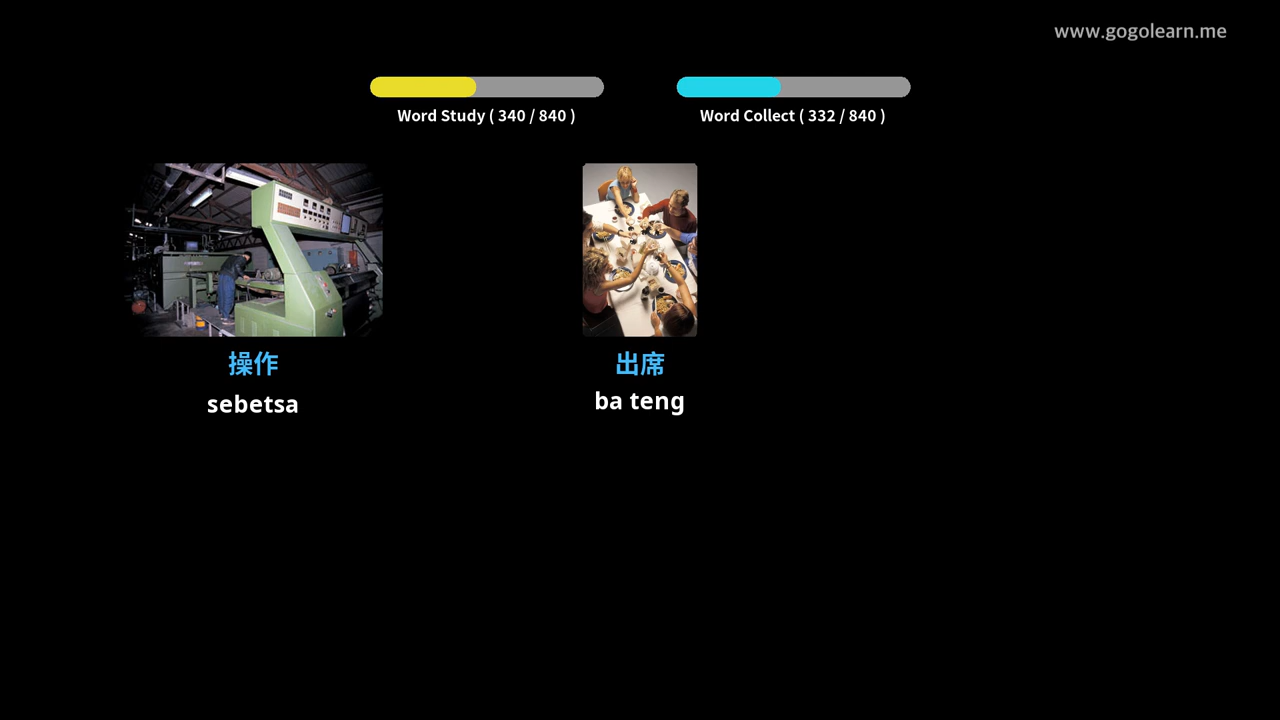 www.gogolearn.me
Word Study ( 340 / 840 )
Word Collect ( 332 / 840 )
操作
sebetsa
出席
ba teng